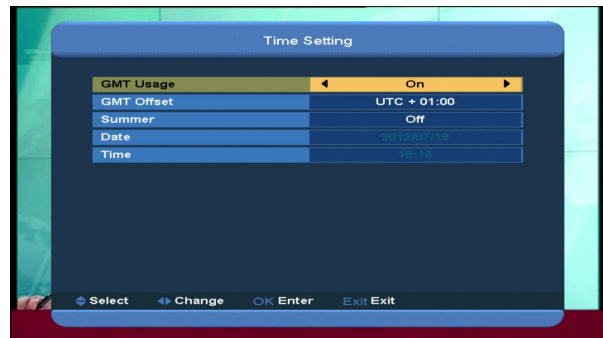 Time Setting
GMT Usage On
GMT Offset UTC + 01:00
Summer Off
Date 2012/07/19
Time 16:16
Select Change OK Enter Exit Exit